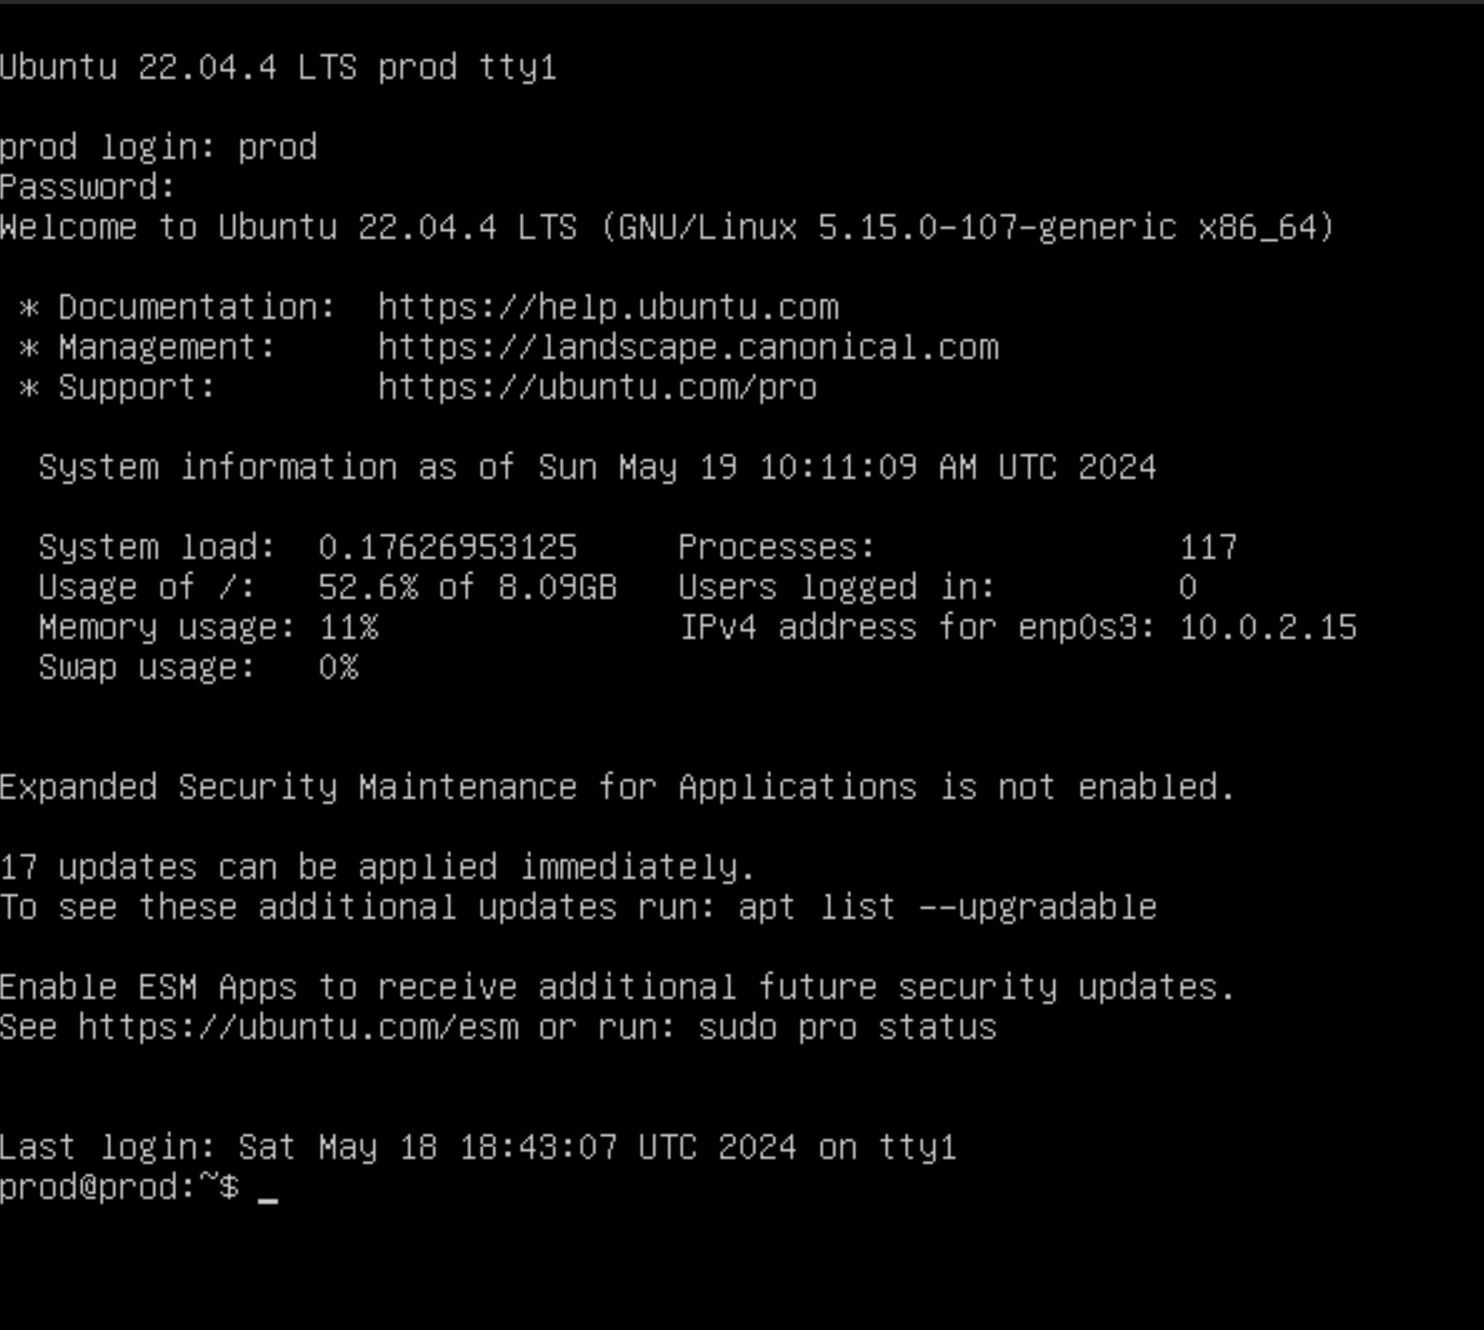 Ubuntu 22.04.4 LTS prod tty1
prod login: prod
Password:
Welcome to Ubuntu 22.04.4 LTS (GNU/Linux 5.15.0-107-generic x86_64)
* Documentation:  https://help.ubuntu.com
* Management:     https://landscape.canonical.com
* Support:        https://ubuntu.com/pro
System information as of Sun May 19 10:11:09 AM UTC 2024
System load:  0.17626953125     Processes:               117
Usage of /:   52.6% of 8.09GB   Users logged in:         0
Memory usage: 11%               IPv4 address for enp0s3: 10.0.2.15
Swap usage:   0%
Expanded Security Maintenance for Applications is not enabled.
17 updates can be applied immediately.
To see these additional updates run: apt list --upgradable
Enable ESM Apps to receive additional future security updates.
See https://ubuntu.com/esm or run: sudo pro status
Last login: Sat May 18 18:43:07 UTC 2024 on tty1
prod@prod:~$ _